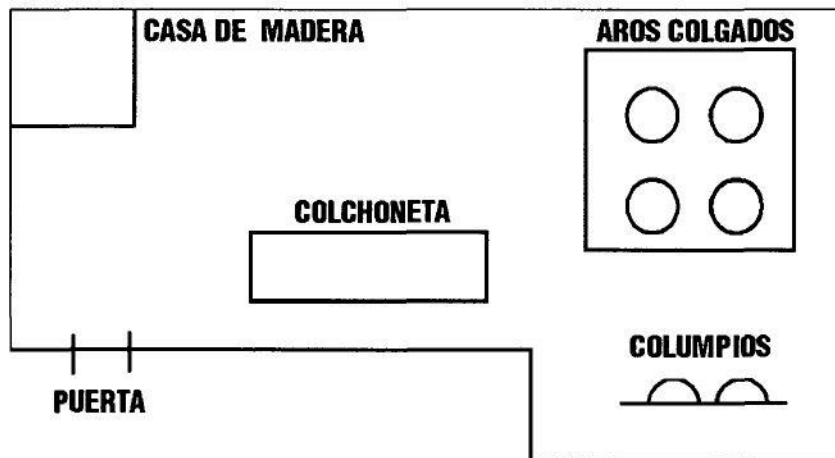 CASA DE MADERA
AROS COLGADOS
COLCHONETA
COLUMPIOS
PUERTA